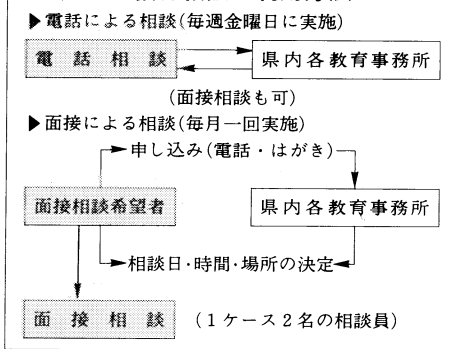 ▶電話による相談(毎週金曜日に実施)
電話相談
県内各教育事務所
(面接相談も可)
▶面接による相談(毎月一回実施)
申し込み(電話・はがき)
面接相談希望者
県内各教育事務所
相談日・時間・場所の決定
面接相談
(1ケース2名の相談員)